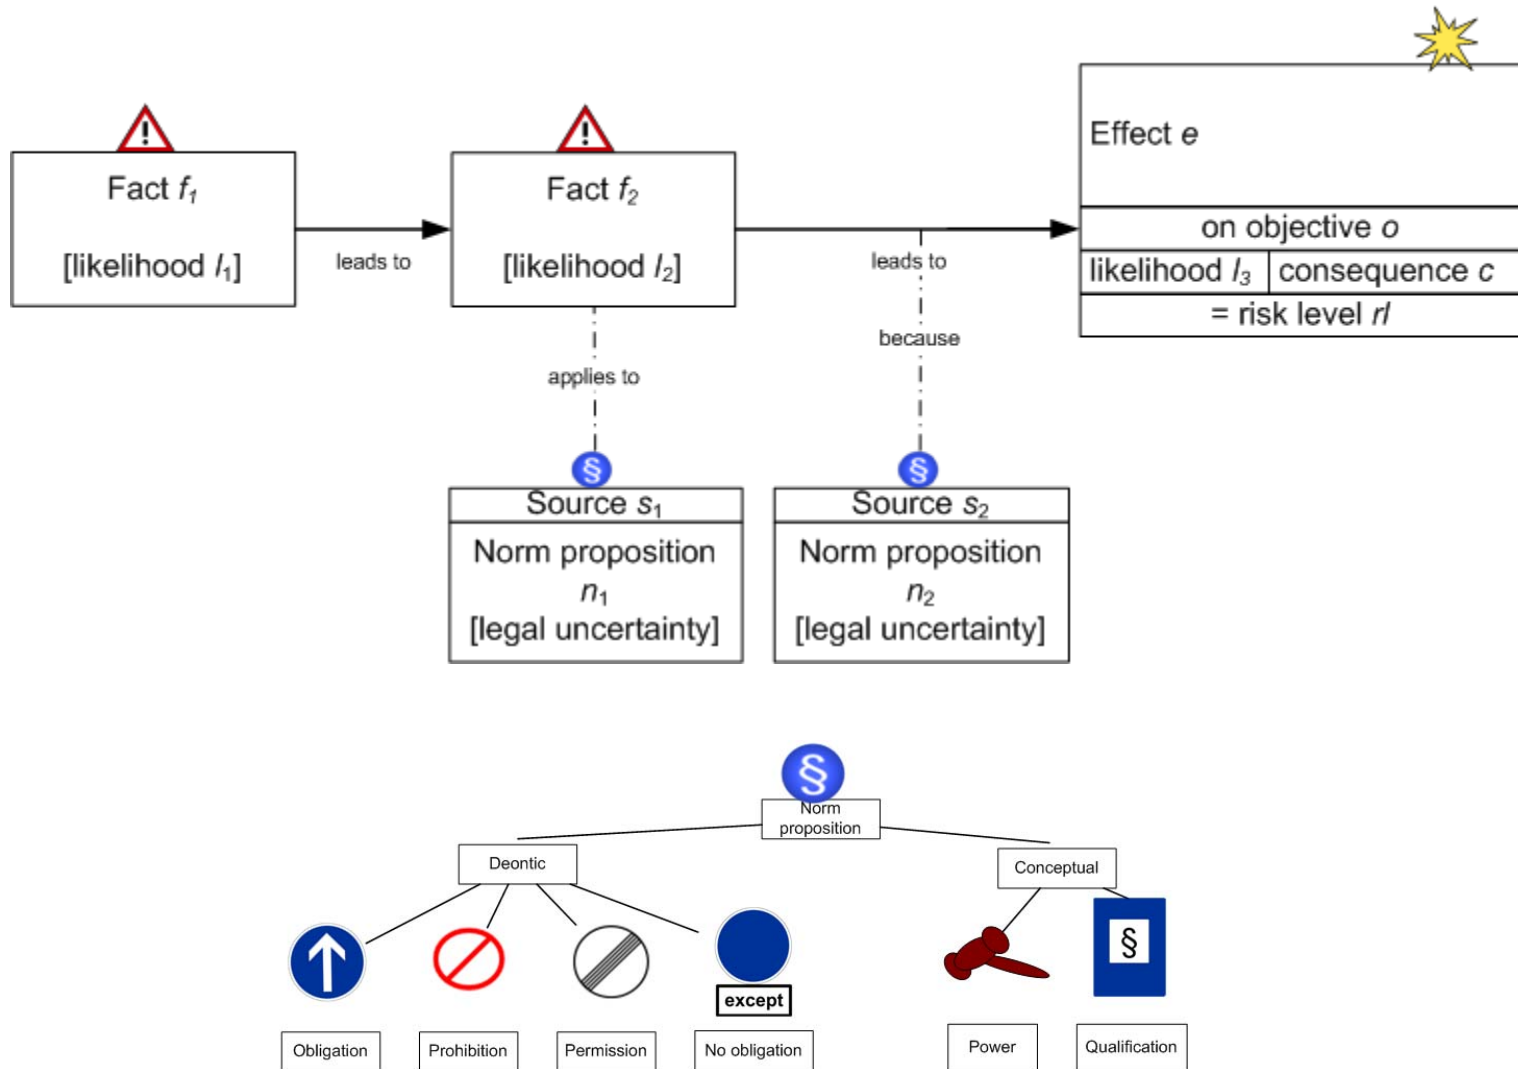 Fact f1
[likelihood l1]
leads to
Fact f2
[likelihood l2]
leads to
Effect e
on objective o
likelihood l3
consequence c
= risk level rl
applies to
because
§
Source s1
Norm proposition
n1
[legal uncertainty]
§
Source s2
Norm proposition
n2
[legal uncertainty]
§
Norm
proposition
Deontic
Conceptual
except
§
Obligation
Prohibition
Permission
No obligation
Power
Qualification